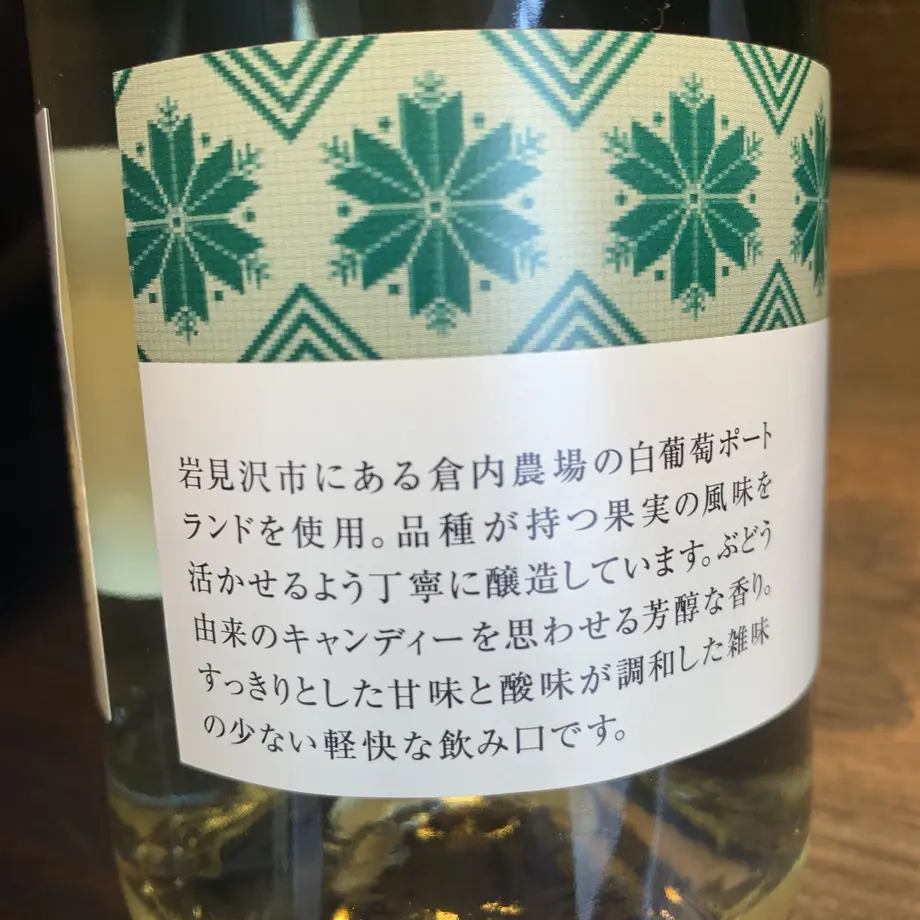 岩見沢市にある倉内農場の白葡萄ポート
ランドを使用。品種が持つ果実の風味を
活かせるよう丁寧に醸造しています。ぶどう
由来のキャンディーを思わせる芳醇な香り。
すっきりとした甘味と酸味が調和した雑味
の少ない軽快な飲み口です。